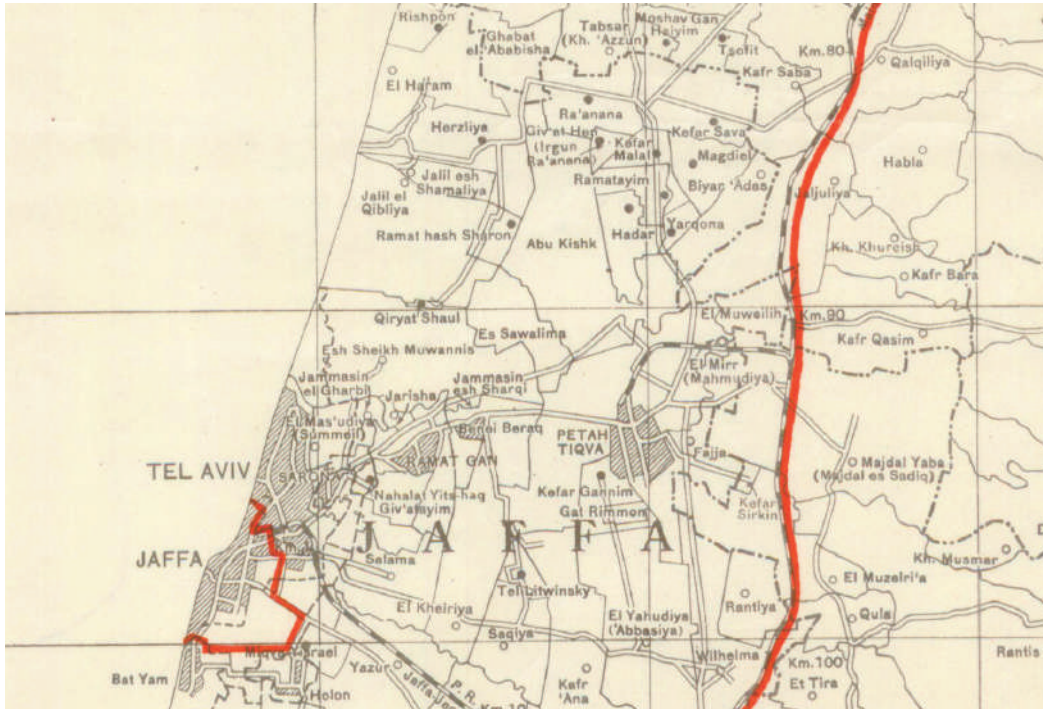 Rishpon
Ghabat
el 'Ababisha
Tabsar
(Kh. 'Azzun)
Moshav Gan
Haiyim
Tsofit
Km.80
Qalqiliya
Kafr Saba
El Haram
Ra'anana
Herzliya
Giv'at Hen
(Irgun
Ra'anana)
Kefar
Malal
Kefar Sava
Magdiel
Habla
Jalil esh
Shamaliya
Ramatayim
Biyar 'Adas
Jaljuliya
Jalil el
Qibliya
Ramat hash Sharon
Abu Kishk
Hadar
Yarqona
Kh. Khureish
Kafr Bara
Qiryat Shaul
Es Sawalima
El Muweilih
Km.90
Kafr Qasim
Esh Sheikh Muwannis
El Mirr
(Mahmudiya)
Jammasin
el Gharbi
Jarisha
Jammasin
esh Sharqi
El Mas'udiya
(Summeil)
Benei Beraq
PETAH
TIQVA
Fajja
Majdal Yaba
(Majdal es Sadiq)
TEL AVIV
RAMAT GAN
Nahalat Yits-haq
Giv'atayim
Kefar Gannim
Gat Rimmon
Kefar
Sirkin
JAFFA
JAFFA
Salama
Kh. Musmar
Tel Litwinsky
El Muzeiri'a
El Kheiriya
Rantiya
Qula
El Yahudiya
('Abbasiya)
Saqiya
Wilhelma
Rantis
Bat Yam
Yazur
Km.100
Et Tira
Kafr
'Ana
Holon
P.R.
Km.10